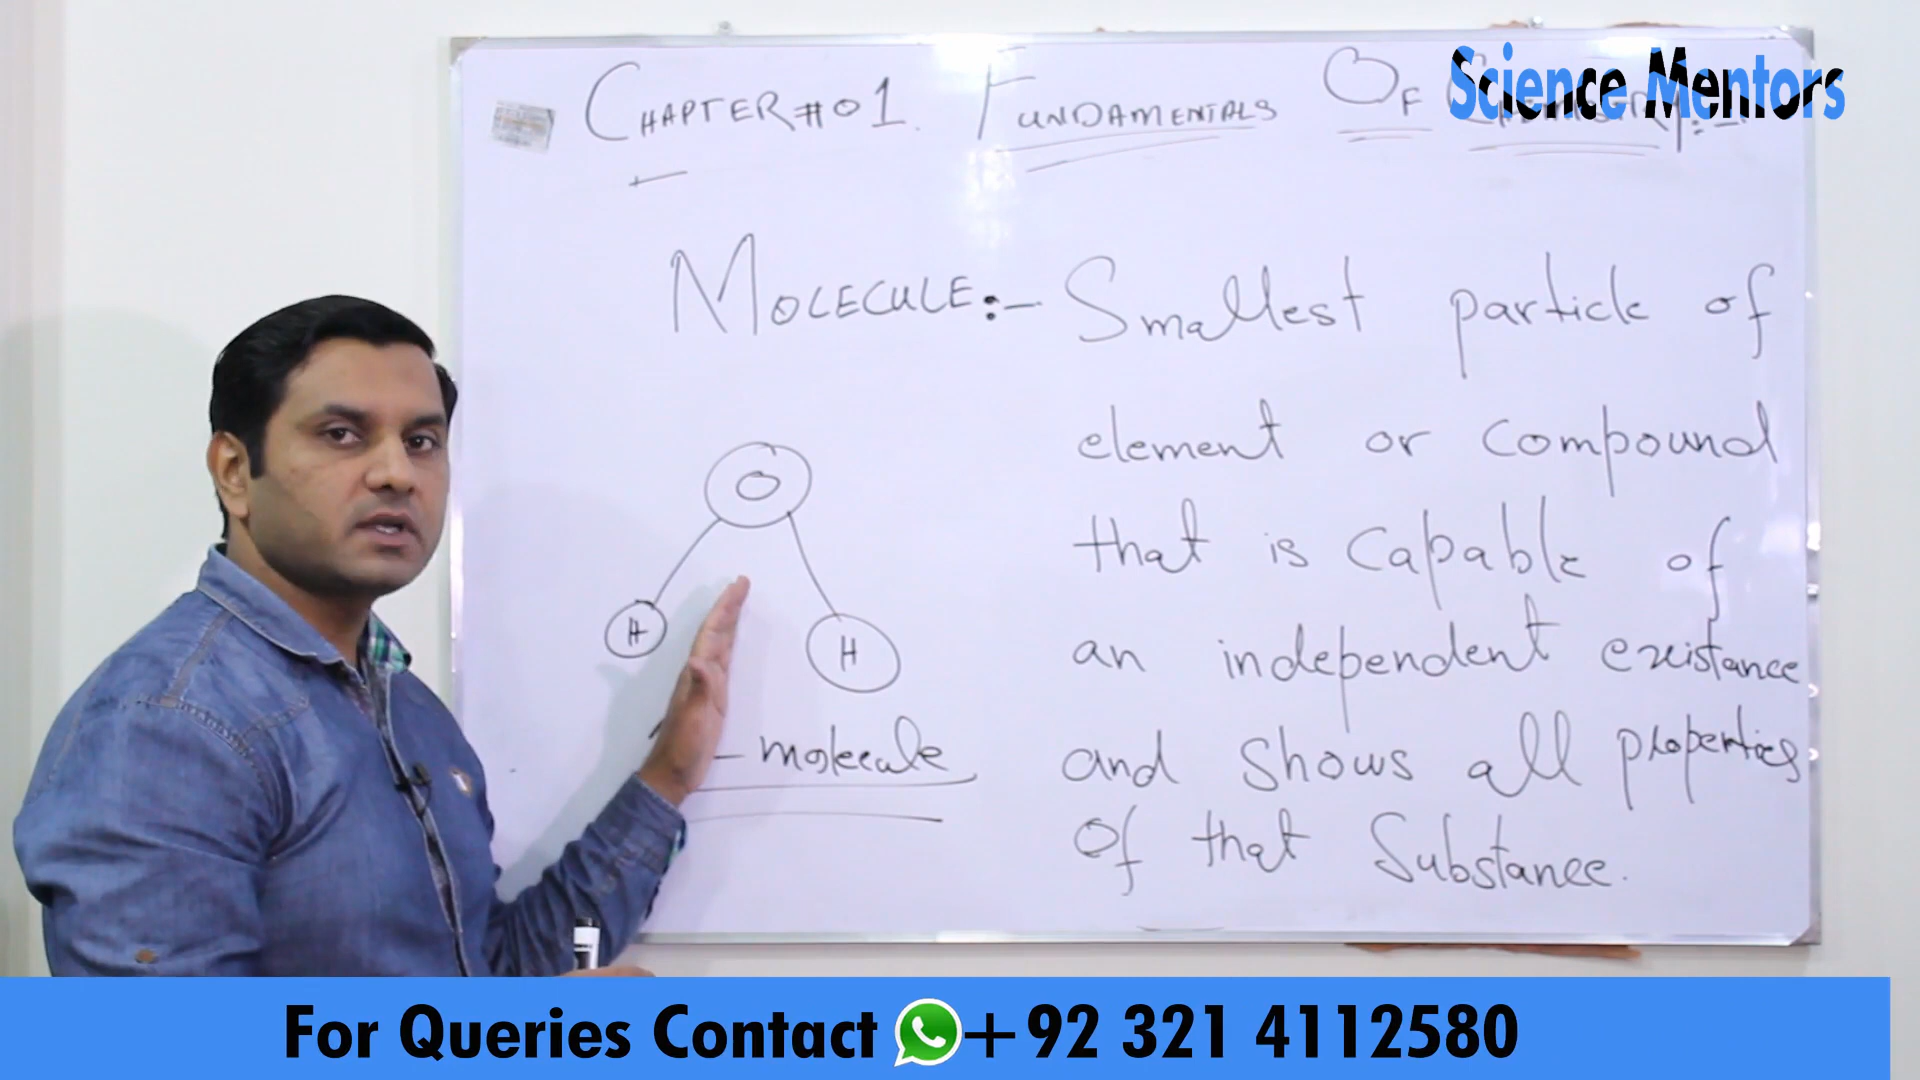 Science Mentors
CHAPTER # 01. FUNDAMENTALS OF
MOLECULE:- Smallest particle of
element or compound
that is capable of
an independent existance
and shows all properties
of that Substance.
O
H
H
- molecule
For Queries Contact +92 321 4112580